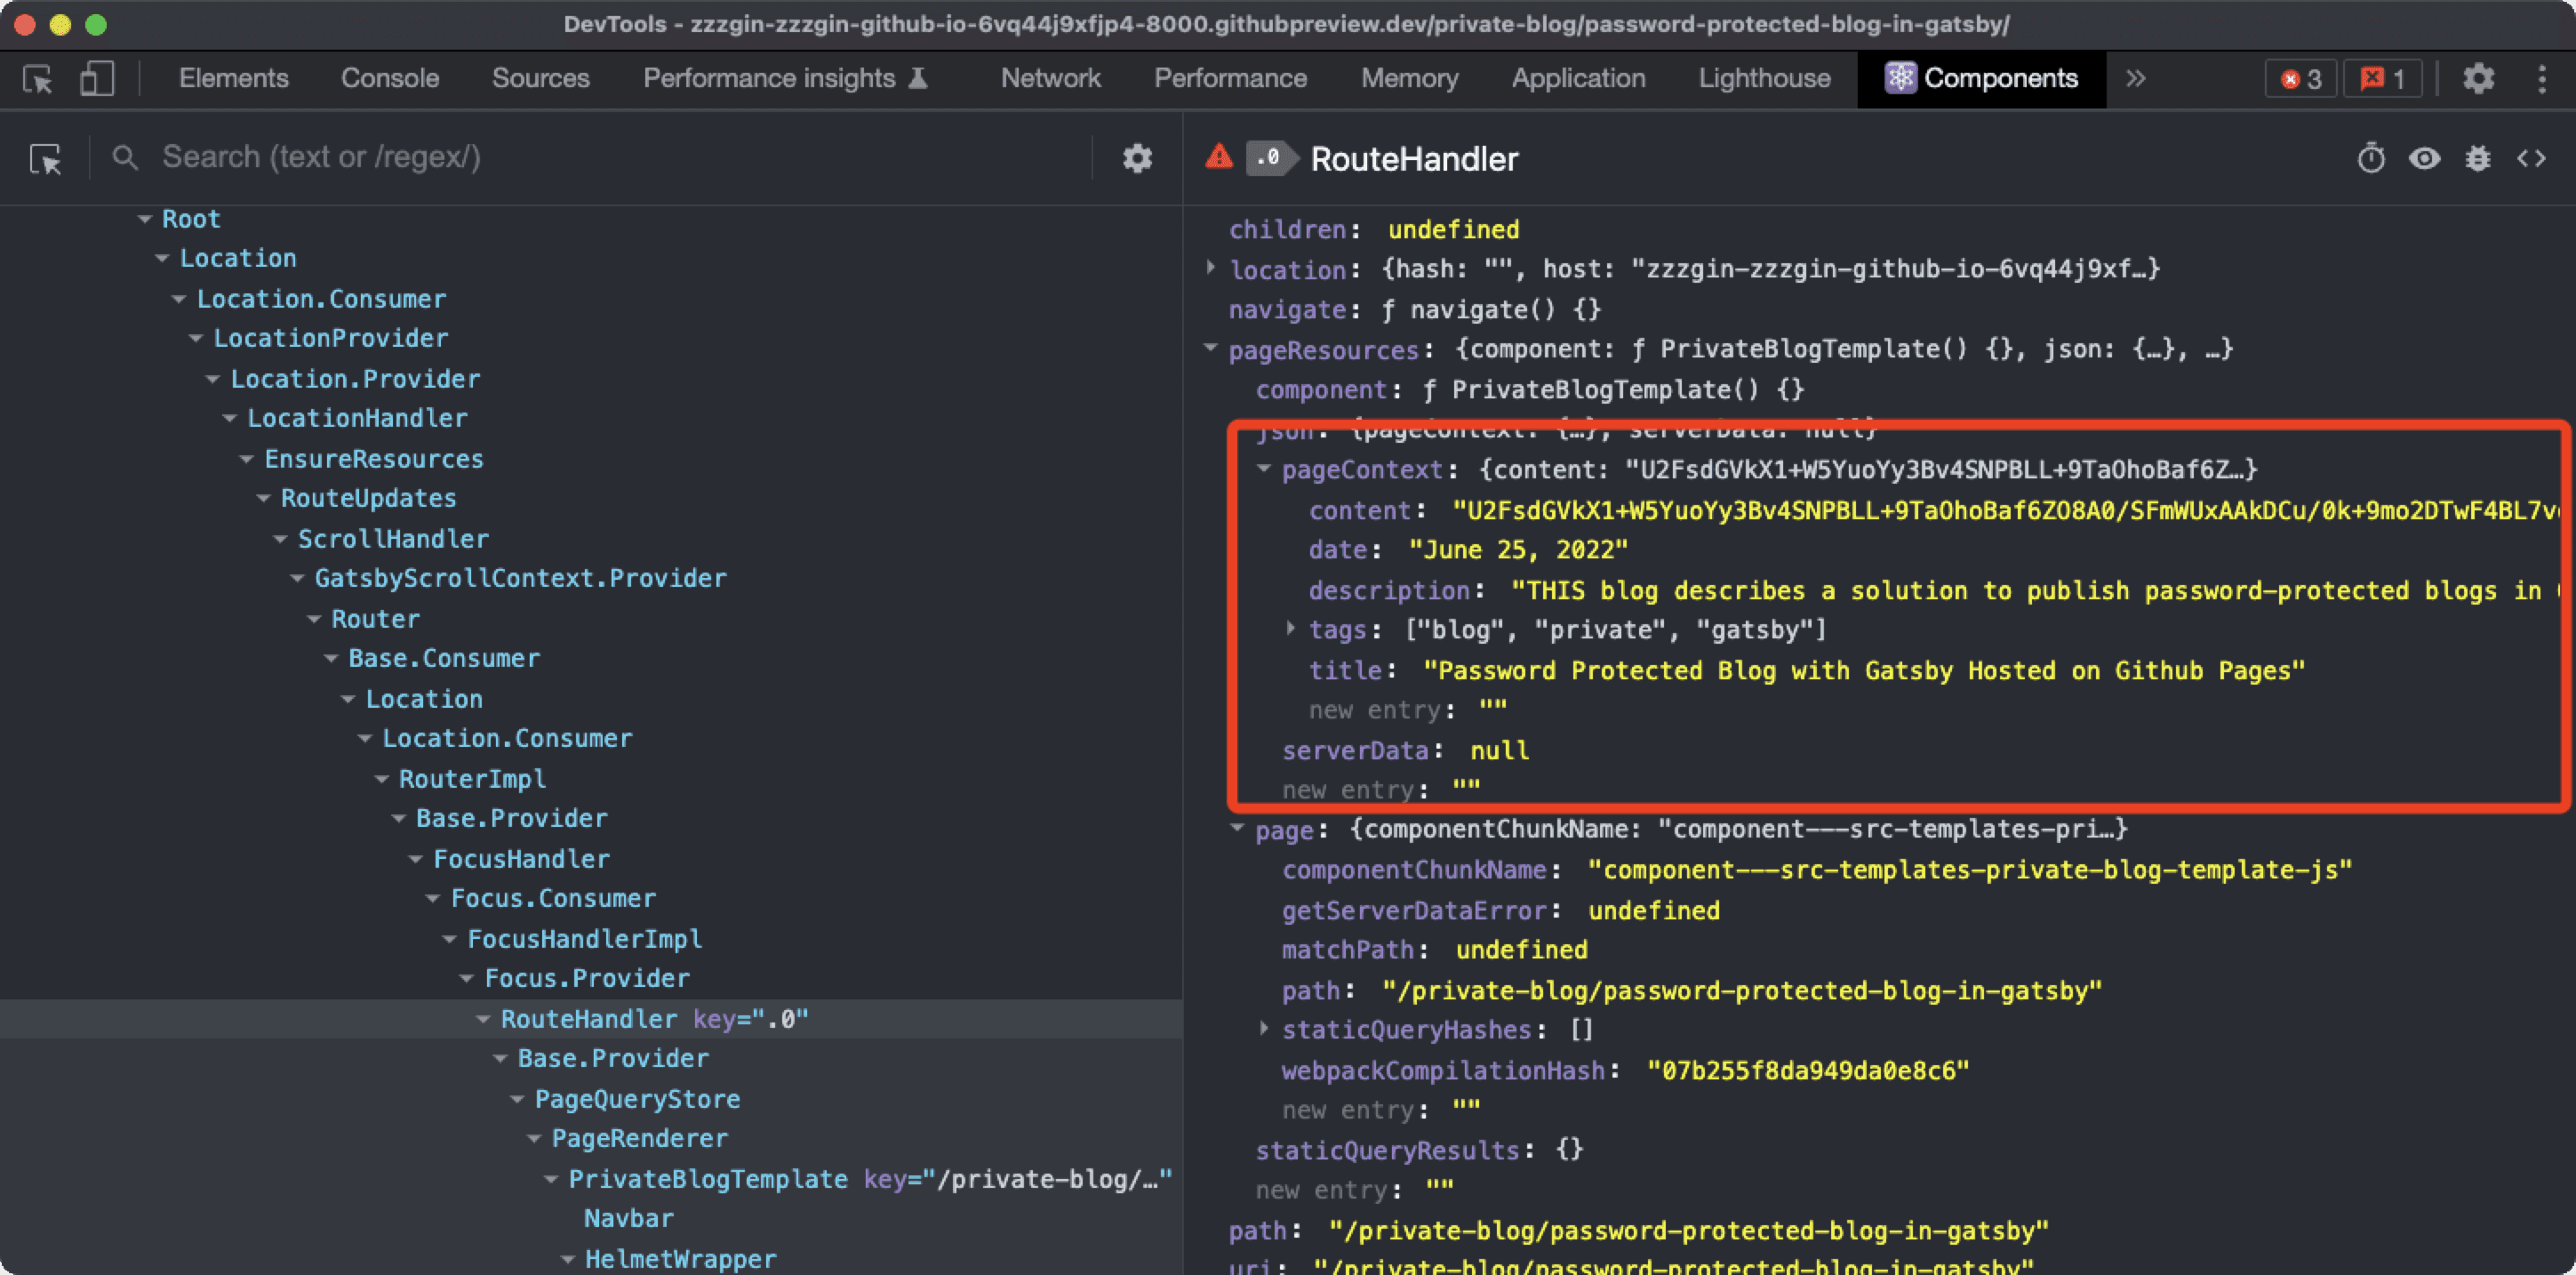 DevTools - zzzgin-zzzgin-github-io-6vq44j9xfjp4-8000.githubpreview.dev/private-blog/password-protected-blog-in-gatsby/
Elements Console Sources Performance insights Network Performance Memory Application Lighthouse Components » 3 1
Search (text or /regex/)
Root
Location
Location.Consumer
LocationProvider
Location.Provider
LocationHandler
EnsureResources
RouteUpdates
ScrollHandler
GatsbyScrollContext.Provider
Router
Base.Consumer
Location
Location.Consumer
RouterImpl
Base.Provider
FocusHandler
Focus.Consumer
FocusHandlerImpl
Focus.Provider
RouteHandler key=".0"
Base.Provider
PageQueryStore
PageRenderer
PrivateBlogTemplate key="/private-blog/…"
Navbar
HelmetWrapper
.0 RouteHandler
children: undefined
location: {hash: "", host: "zzzgin-zzzgin-github-io-6vq44j9xf…}
navigate: ƒ navigate() {}
pageResources: {component: ƒ PrivateBlogTemplate() {}, json: {…}, …}
component: ƒ PrivateBlogTemplate() {}
json: {pageContext: {…}, serverData: null}
pageContext: {content: "U2FsdGVkX1+W5YuoYy3Bv4SNPBLL+9TaOhoBaf6Z…}
content: "U2FsdGVkX1+W5YuoYy3Bv4SNPBLL+9TaOhoBaf6ZO8A0/SFmWUxAAkDCu/0k+9mo2DTwF4BL7v
date: "June 25, 2022"
description: "THIS blog describes a solution to publish password-protected blogs in
tags: ["blog", "private", "gatsby"]
title: "Password Protected Blog with Gatsby Hosted on Github Pages"
new entry: ""
serverData: null
new entry: ""
page: {componentChunkName: "component---src-templates-pri…}
componentChunkName: "component---src-templates-private-blog-template-js"
getServerDataError: undefined
matchPath: undefined
path: "/private-blog/password-protected-blog-in-gatsby"
staticQueryHashes: []
webpackCompilationHash: "07b255f8da949da0e8c6"
new entry: ""
staticQueryResults: {}
new entry: ""
path: "/private-blog/password-protected-blog-in-gatsby"
uri: "/private-blog/password-protected-blog-in-gatsby"